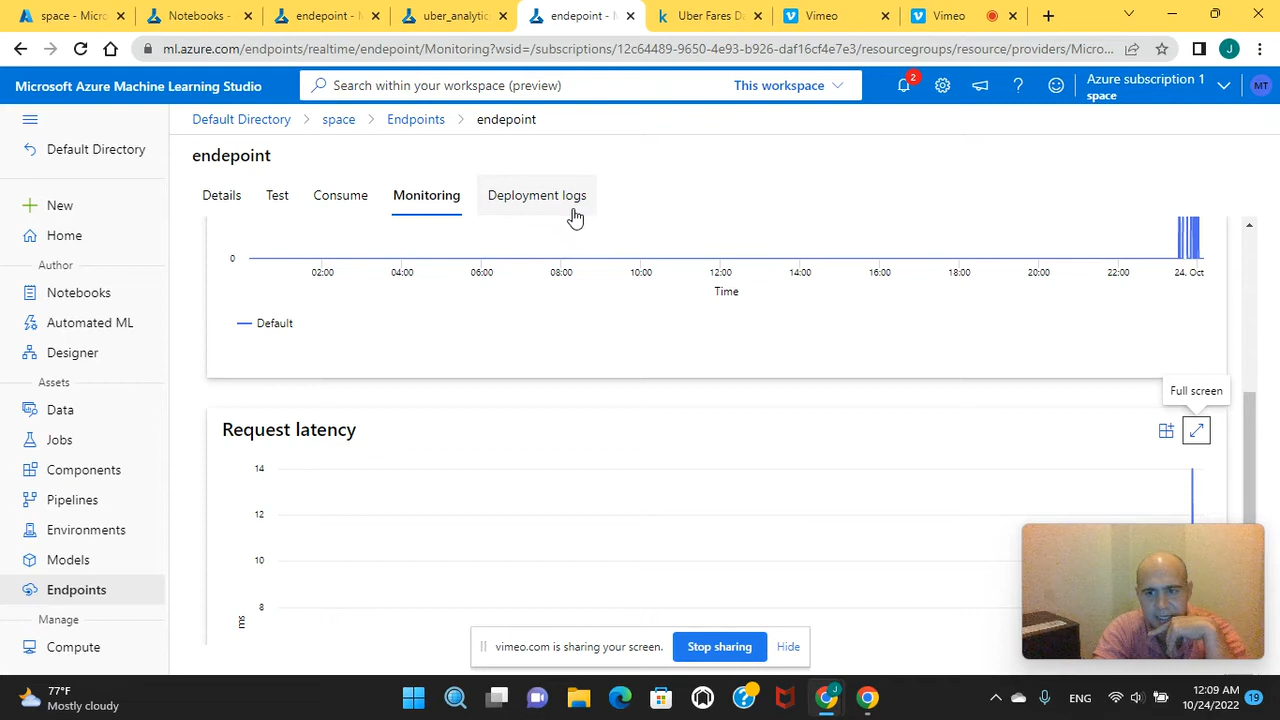 space - Micro
Notebooks -
endepoint - M
uber_analytic
endepoint - M
Uber Fares Da
Vimeo
Vimeo
ml.azure.com/endpoints/realtime/endepoint/Monitoring?wsid=/subscriptions/12c64489-9650-4e93-b926-daf16cf4e7e3/resourcegroups/resource/providers/Micro...
J
Microsoft Azure Machine Learning Studio
Search within your workspace (preview)
This workspace
2
Azure subscription 1
space
MT
Default Directory
space
Endpoints
endepoint
Default Directory
endepoint
Details
Test
Consume
Monitoring
Deployment logs
New
Home
Author
Notebooks
Automated ML
Designer
Assets
Data
Jobs
Components
Pipelines
Environments
Models
Endpoints
Manage
Compute
0
02:00
04:00
06:00
08:00
10:00
12:00
14:00
16:00
18:00
20:00
22:00
24. Oct
Time
Default
Full screen
Request latency
14
12
10
8
ms
vimeo.com is sharing your screen.
Stop sharing
Hide
77°F
Mostly cloudy
J
ENG
12:09 AM
10/24/2022
19